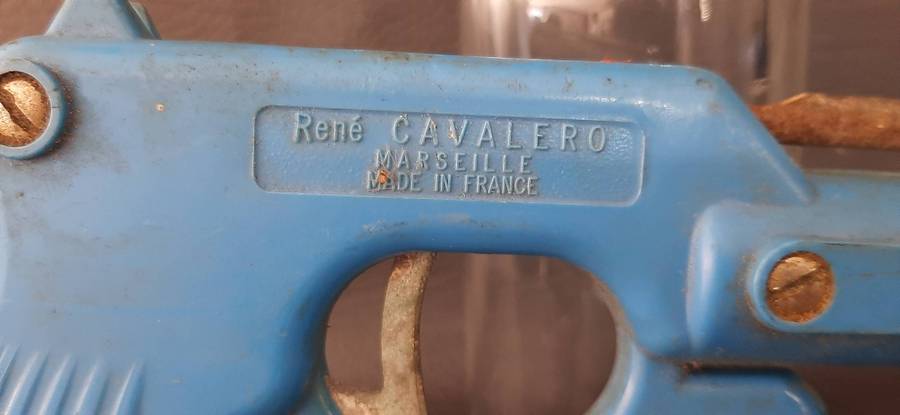 René CAVALERO
MARSEILLE
MADE IN FRANCE